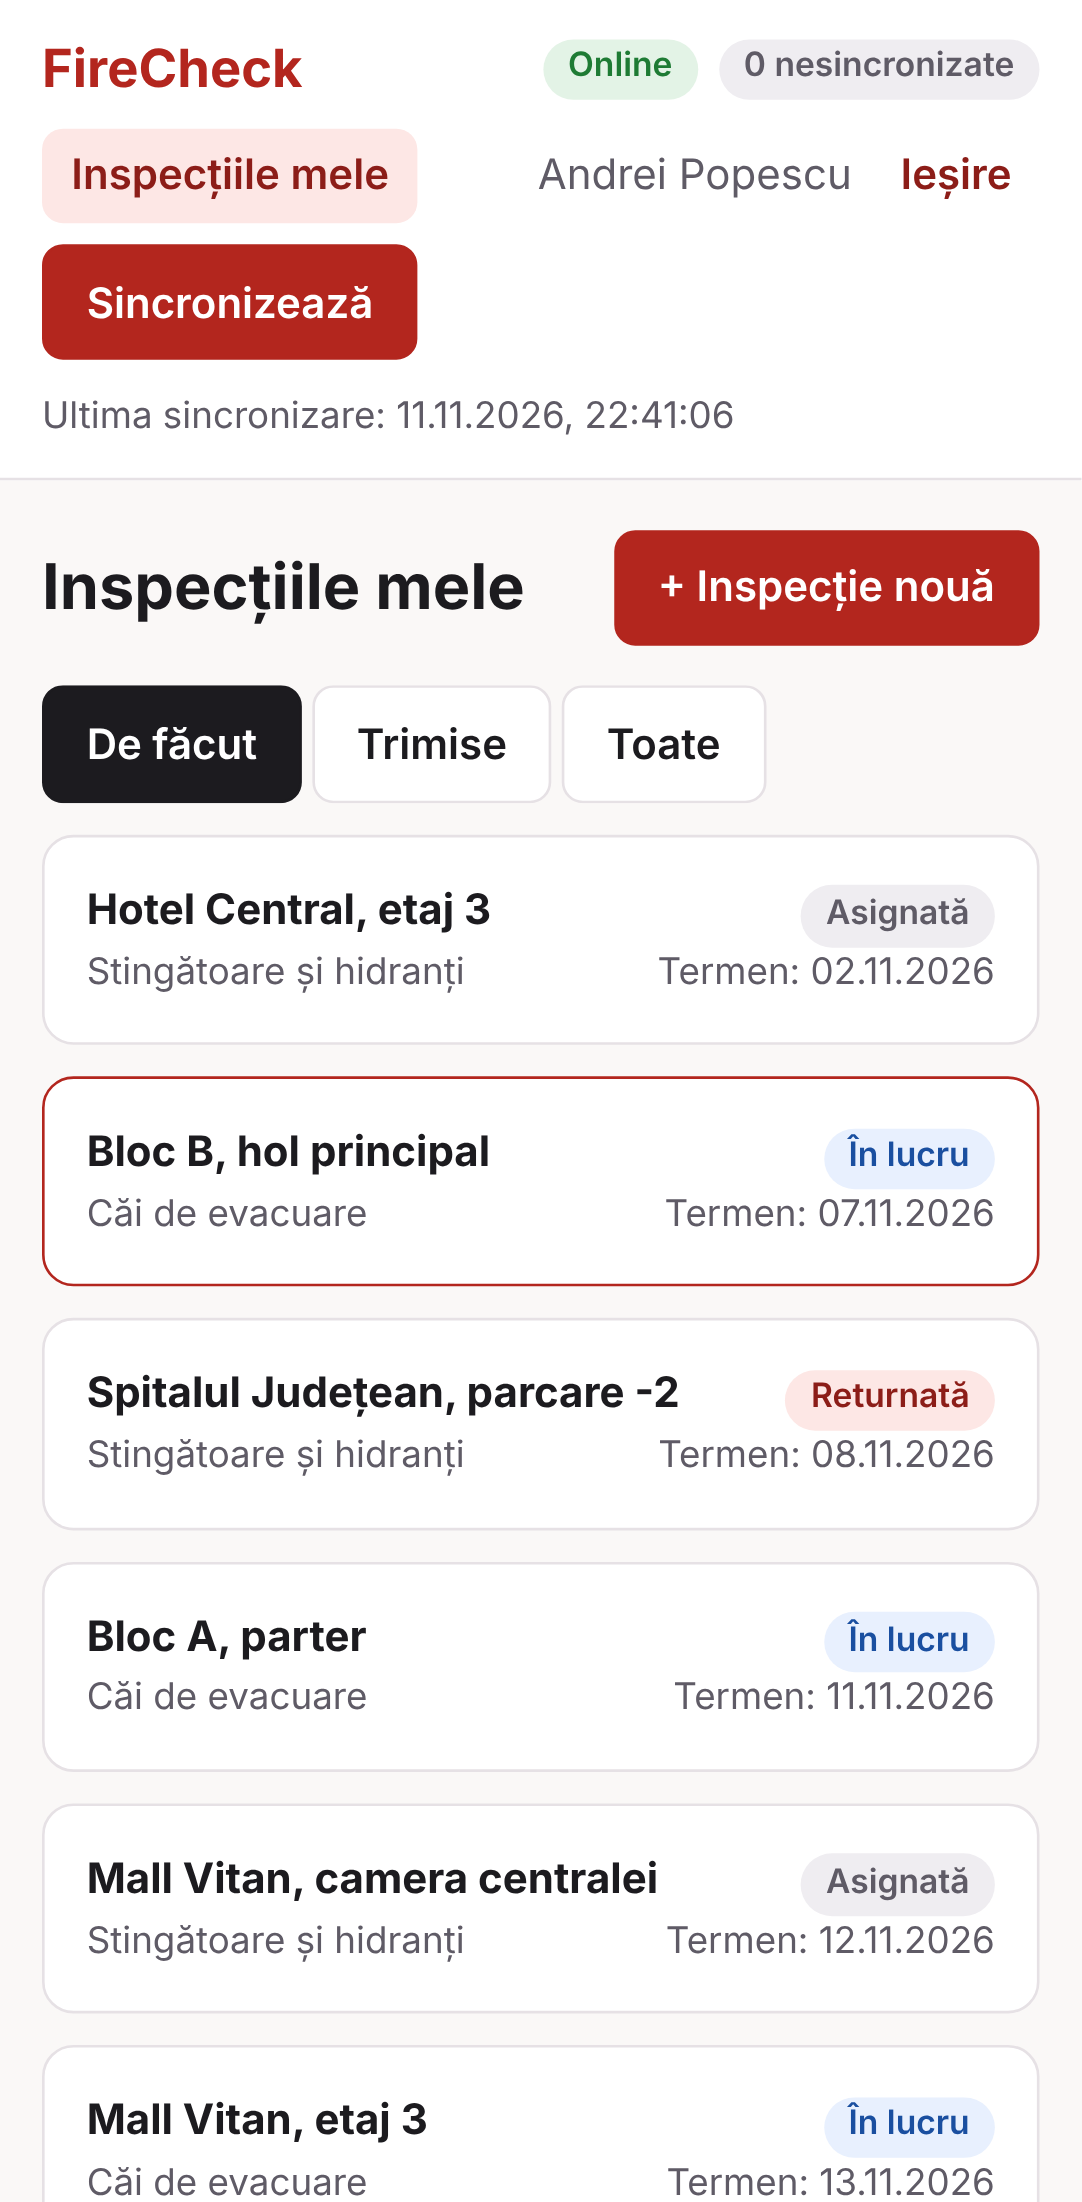 FireCheck
Online
0 nesincronizate
Inspecțiile mele
Andrei Popescu
Ieșire
Sincronizează
Ultima sincronizare: 11.11.2026, 22:41:06
Inspecțiile mele
+ Inspecție nouă
De făcut
Trimise
Toate
Hotel Central, etaj 3
Asignată
Stingătoare și hidranți
Termen: 02.11.2026
Bloc B, hol principal
În lucru
Căi de evacuare
Termen: 07.11.2026
Spitalul Județean, parcare -2
Returnată
Stingătoare și hidranți
Termen: 08.11.2026
Bloc A, parter
În lucru
Căi de evacuare
Termen: 11.11.2026
Mall Vitan, camera centralei
Asignată
Stingătoare și hidranți
Termen: 12.11.2026
Mall Vitan, etaj 3
În lucru
Căi de evacuare
Termen: 13.11.2026